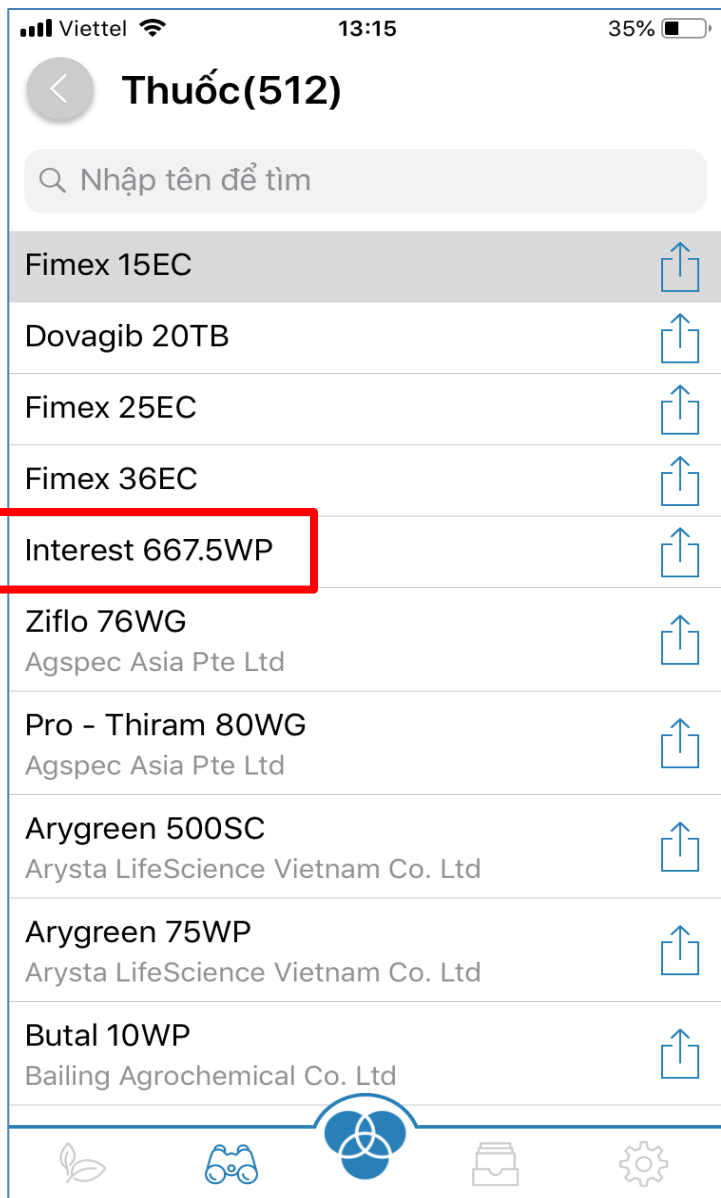 Viettel 13:15 35%
Thuốc(512)
Nhập tên để tìm
Fimex 15EC
Dovagib 20TB
Fimex 25EC
Fimex 36EC
Interest 667.5WP
Ziflo 76WG
Agspec Asia Pte Ltd
Pro - Thiram 80WG
Agspec Asia Pte Ltd
Arygreen 500SC
Arysta LifeScience Vietnam Co. Ltd
Arygreen 75WP
Arysta LifeScience Vietnam Co. Ltd
Butal 10WP
Bailing Agrochemical Co. Ltd